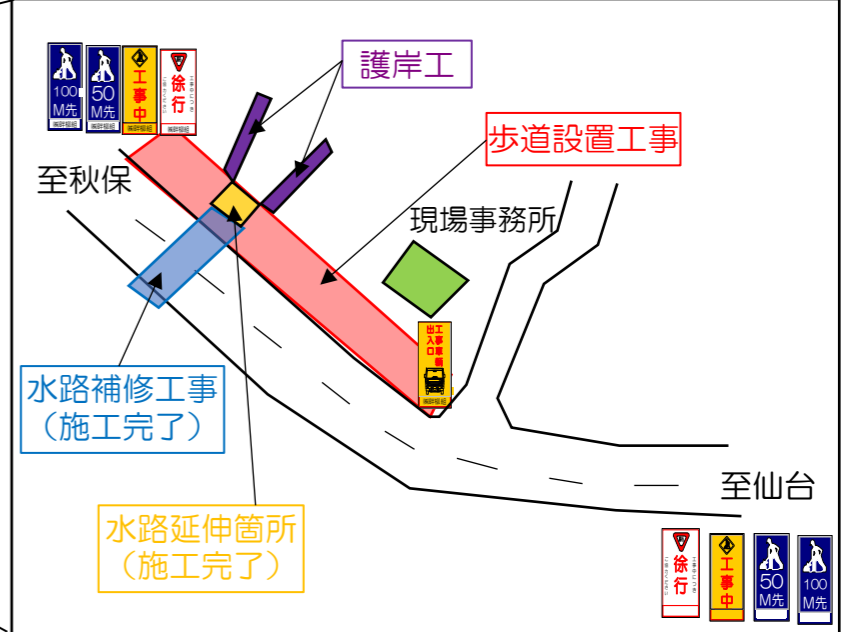 100
M先
50
M先
工事中
徐行
護岸工
歩道設置工事
至秋保
現場事務所
工事車輛
出入口
水路補修工事
（施工完了）
水路延伸箇所
（施工完了）
至仙台
徐行
工事中
50
M先
100
M先